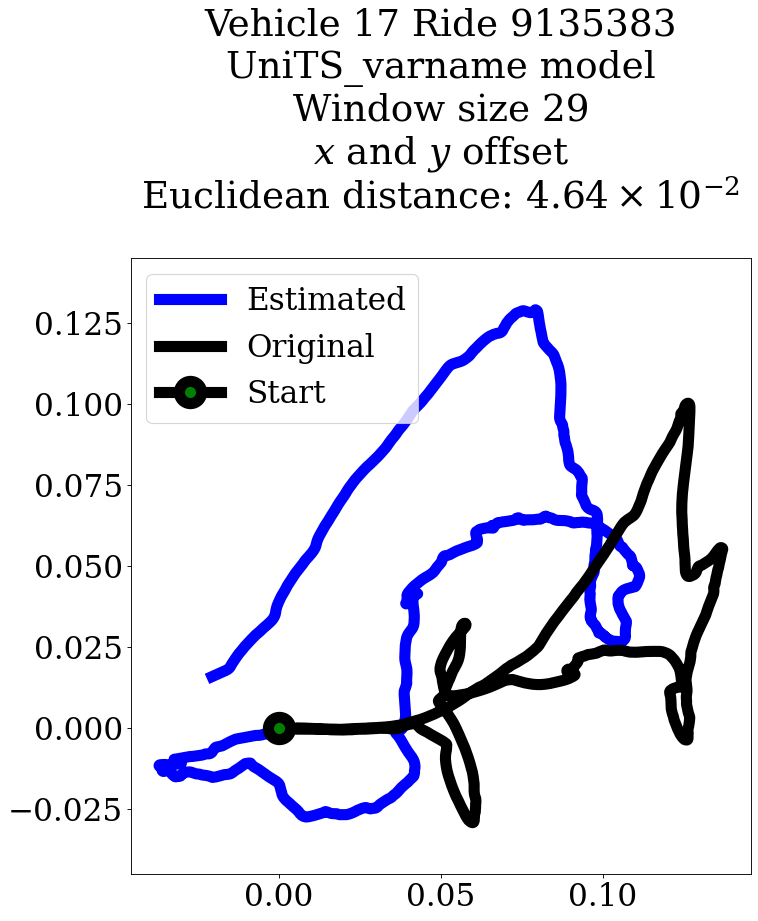 Vehicle 17 Ride 9135383
UniTS_varname model
Window size 29
x and y offset
Euclidean distance: 4.64 × 10⁻²
Estimated
Original
Start
0.125
0.100
0.075
0.050
0.025
0.000
−0.025
0.00 0.05 0.10